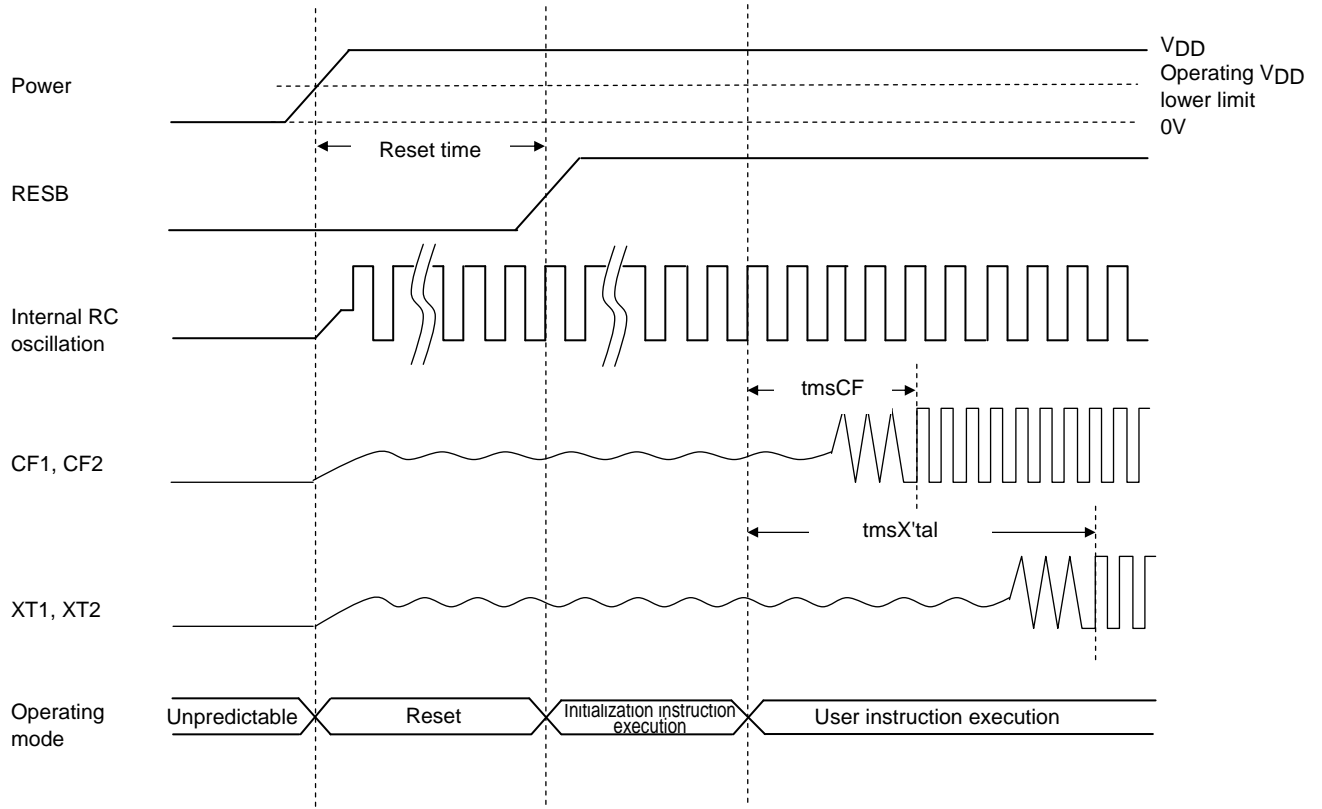 VDD
Power
Operating VDD
lower limit
0V
Reset time
RESB
Internal RC
oscillation
tmsCF
CF1, CF2
tmsX'tal
XT1, XT2
Operating
mode
Unpredictable
Reset
Initialization instruction
execution
User instruction execution